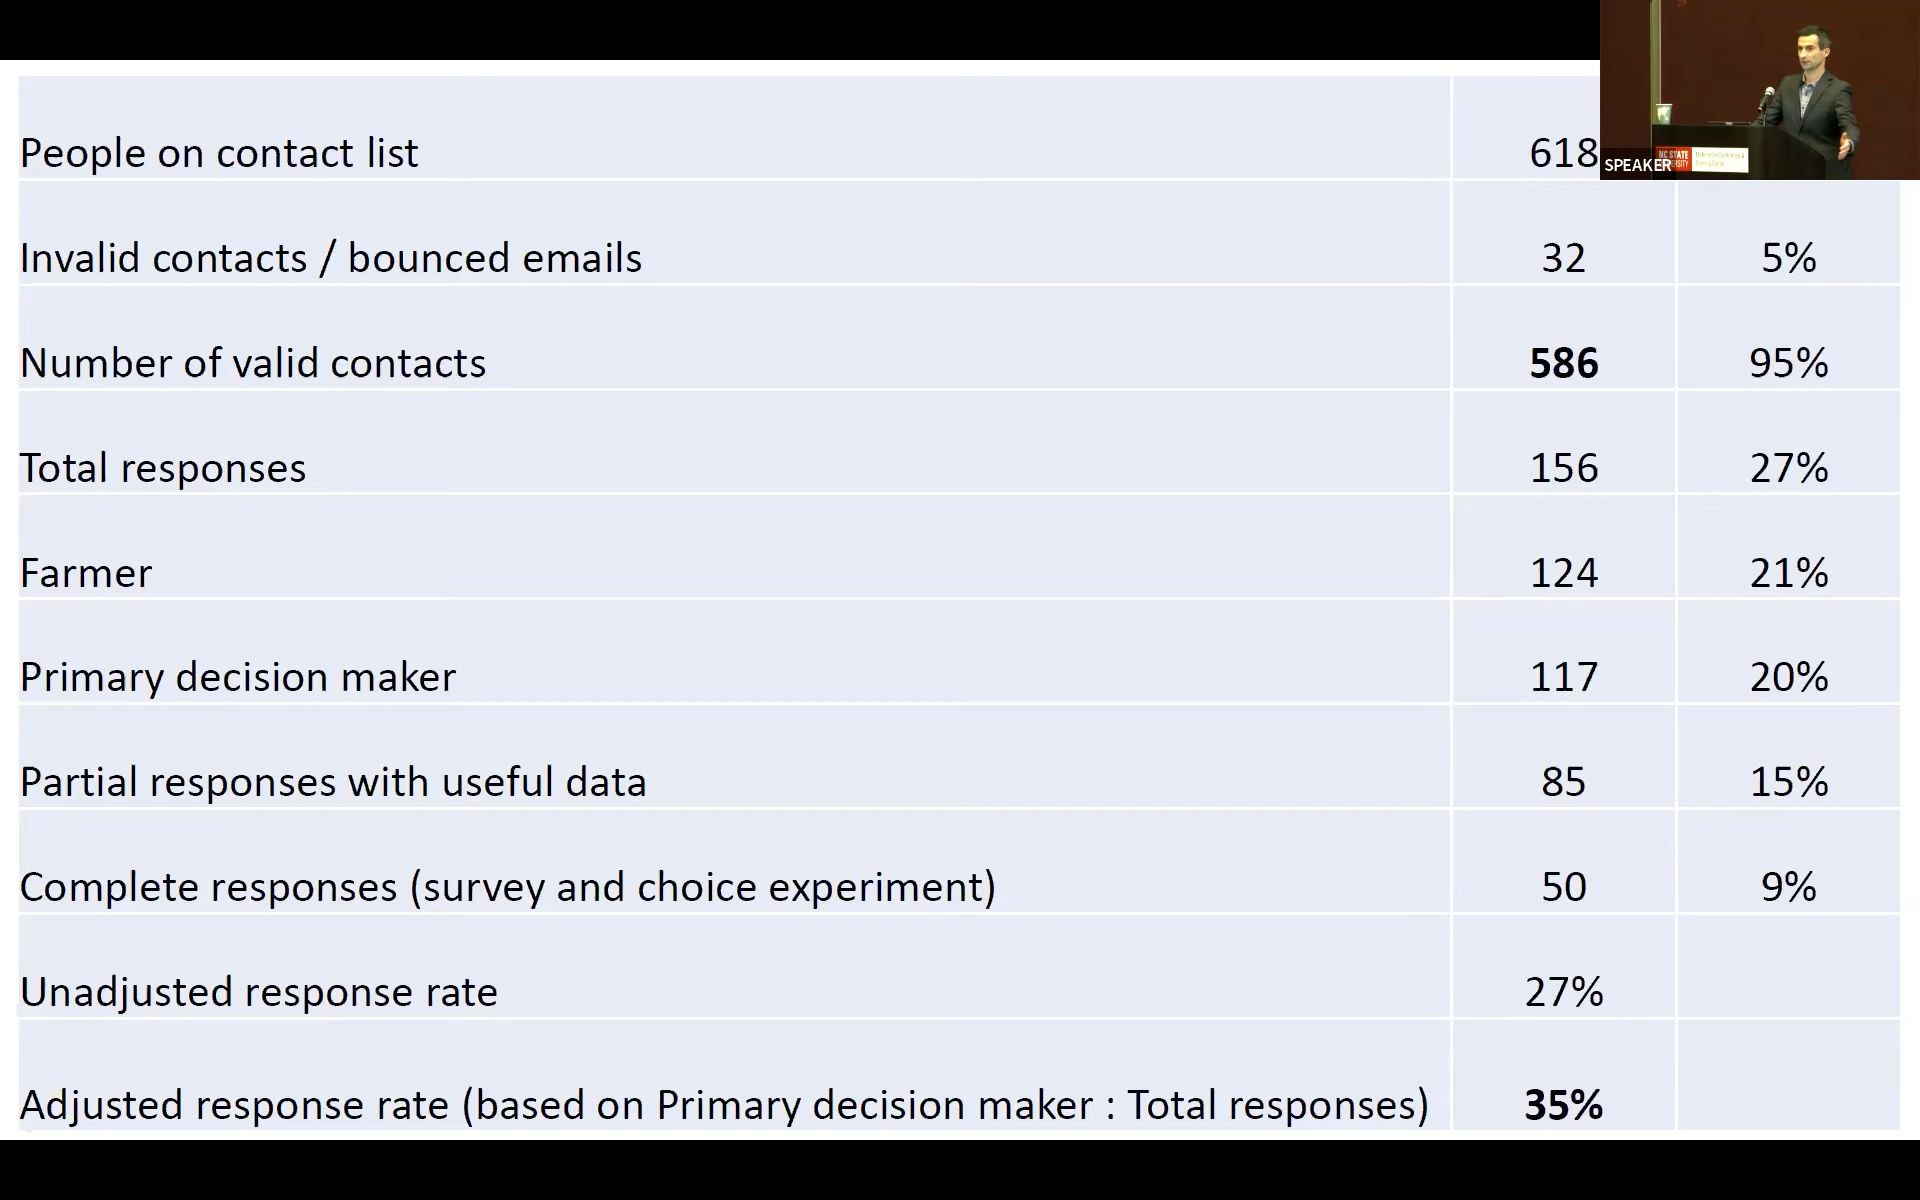 People on contact list 618
Invalid contacts / bounced emails 32 5%
Number of valid contacts 586 95%
Total responses 156 27%
Farmer 124 21%
Primary decision maker 117 20%
Partial responses with useful data 85 15%
Complete responses (survey and choice experiment) 50 9%
Unadjusted response rate 27%
Adjusted response rate (based on Primary decision maker : Total responses) 35%
SPEAKER
NC STATE